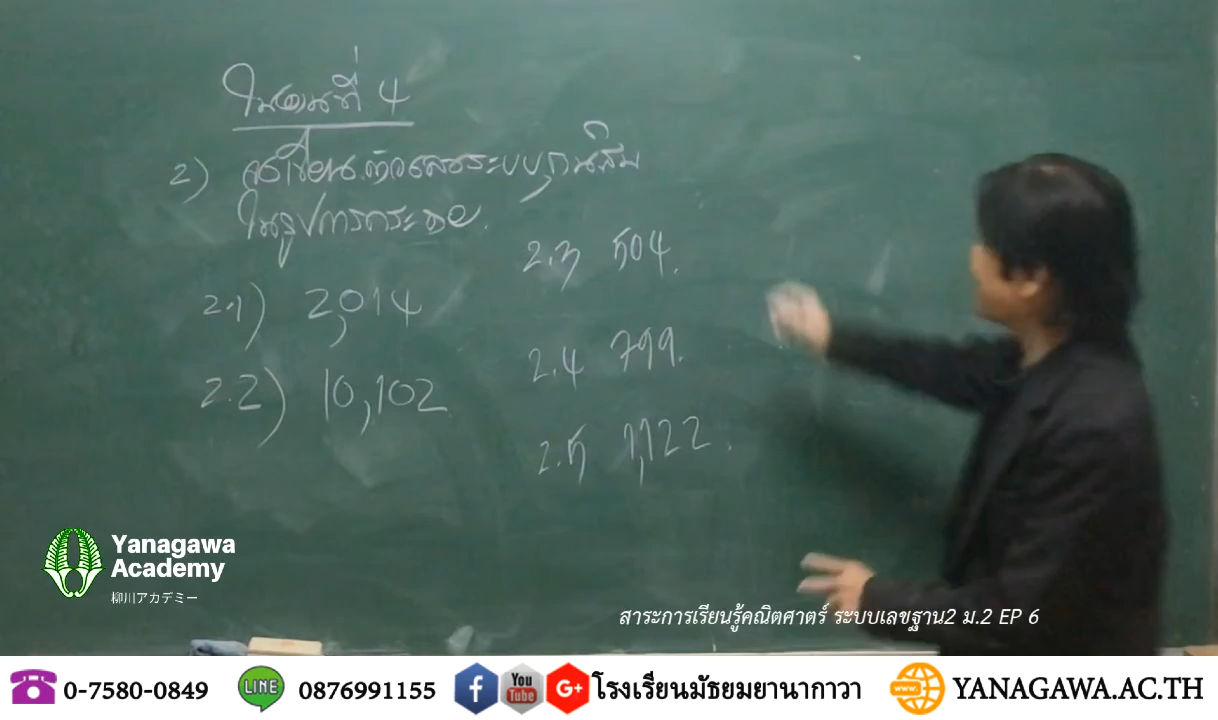 ใบงานที่ 4
2) จงเขียนตัวเลขระบบฐานสิบ
ในรูปการกระจาย.
2.1) 2,014
2.2) 10,102
2.3 504.
2.4 799.
2.5 1,122.
Yanagawa
Academy
柳川アカデミー
สาระการเรียนรู้คณิตศาตร์ ระบบเลขฐาน2 ม.2 EP 6
0-7580-0849
LINE
0876991155
f
You
Tube
G+
โรงเรียนมัธยมยานากาวา
www.
YANAGAWA.AC.TH